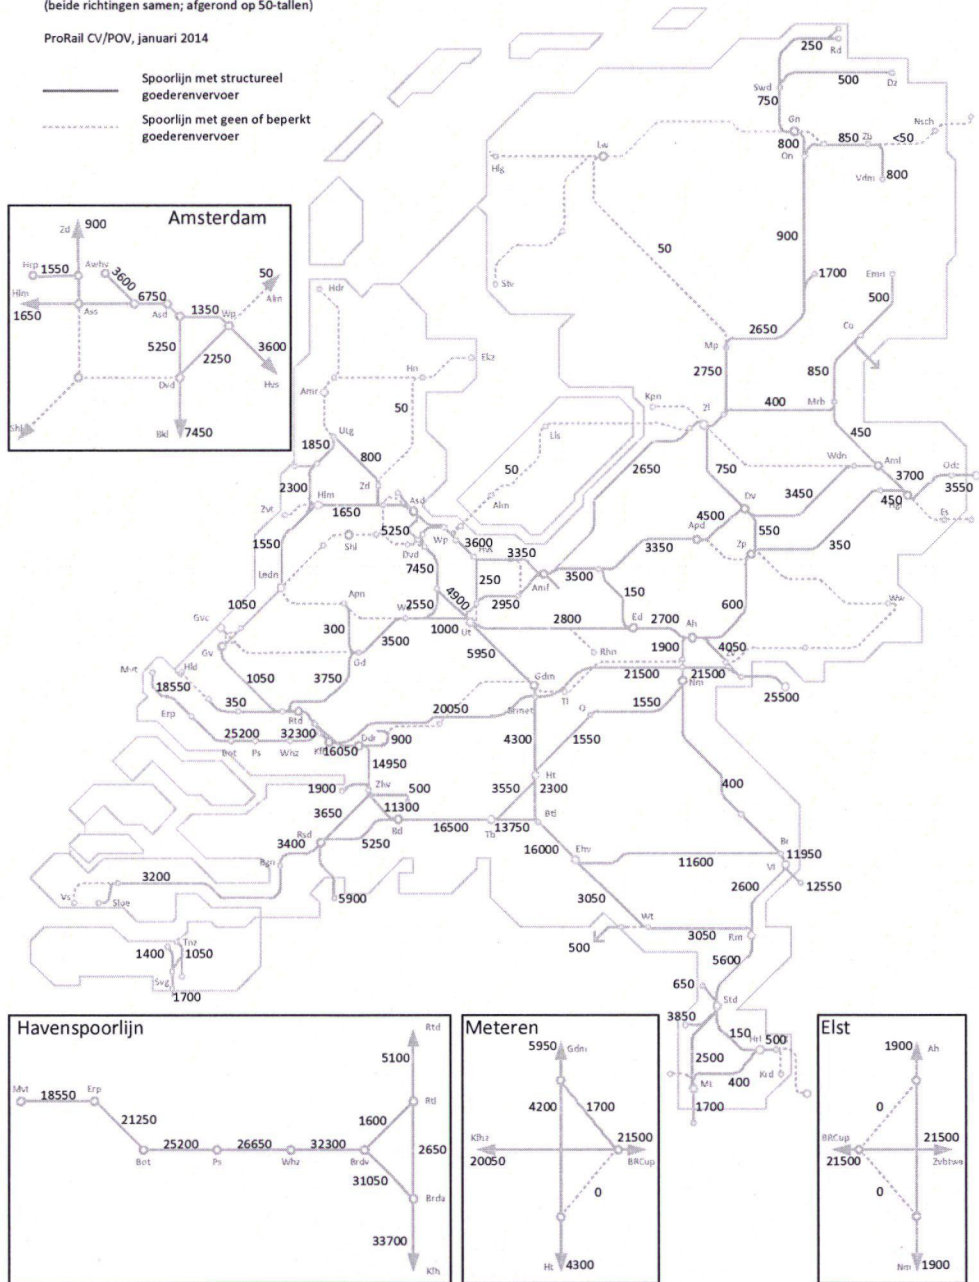 (beide richtingen samen; afgerond op 50-tallen)
ProRail CV/POV, januari 2014
Spoorlijn met structureel
goederenvervoer
Spoorlijn met geen of beperkt
goederenvervoer
250
Rd
500
Dz
Swd
750
Gn
Nsch
800
850
Zb
<50
On
Vdm
800
Lw
Hlg
900
50
Stv
1700
Emn
500
Co
2650
Mp
2750
850
Kpn
Zl
400
Mrb
450
Amsterdam
Zd
900
Hcp
1550
Awhv
3600
50
Alm
Hlm
1650
Ass
6750
Asd
1350
Wp
5250
2250
3600
Hvs
Dvd
Shl
Bkl
7450
Hdr
Hn
Ekz
Amr
50
Utg
1850
800
2300
Zd
Lls
50
2650
750
Wdn
Aml
3700
Odz
3550
450
Es
Zvt
Hlm
1650
Asd
Alm
Dv
3450
4500
550
Apd
1550
Shl
5250
Dvd
Wp
3600
7450
3350
3350
Zp
350
Ledn
250
Amf
3500
4900
2950
150
600
Ww
1050
Apn
2550
Gvc
300
3500
1000
Ut
2800
Ed
2700
Ah
4050
Gv
Gd
5950
Rhn
1900
Mvt
Hld
3750
Gdm
21500
21500
18550
1050
Nm
25500
350
Tl
Erp
Rtd
20050
O
1550
25200
32300
Bot
Ps
Whz
16050
Ddr
900
4300
1550
14950
Zhv
Ht
400
1900
500
3550
2300
11300
3650
Btl
Bd
16500
Tb
13750
Rsd
3400
5250
Ehv
16000
Br
11950
Bgn
11600
Vl
3200
2600
12550
Vs
Sloe
5900
3050
Wt
500
3050
Rm
Tnz
1400
1050
5600
Svg
1700
650
Std
3850
150
Hrl
500
2500
Krd
400
Mt
1700
Havenspoorlijn
Rtd
5100
Mvt
18550
Erp
Rtl
21250
1600
25200
26650
32300
2650
Bot
Ps
Whz
Brdv
31050
Brda
33700
Kfh
Meteren
5950
Gdm
4200
1700
Kfhz
21500
20050
BRCup
0
Ht
4300
Elst
1900
Ah
0
BRCup
21500
21500
Zvbtwa
0
Nm
1900